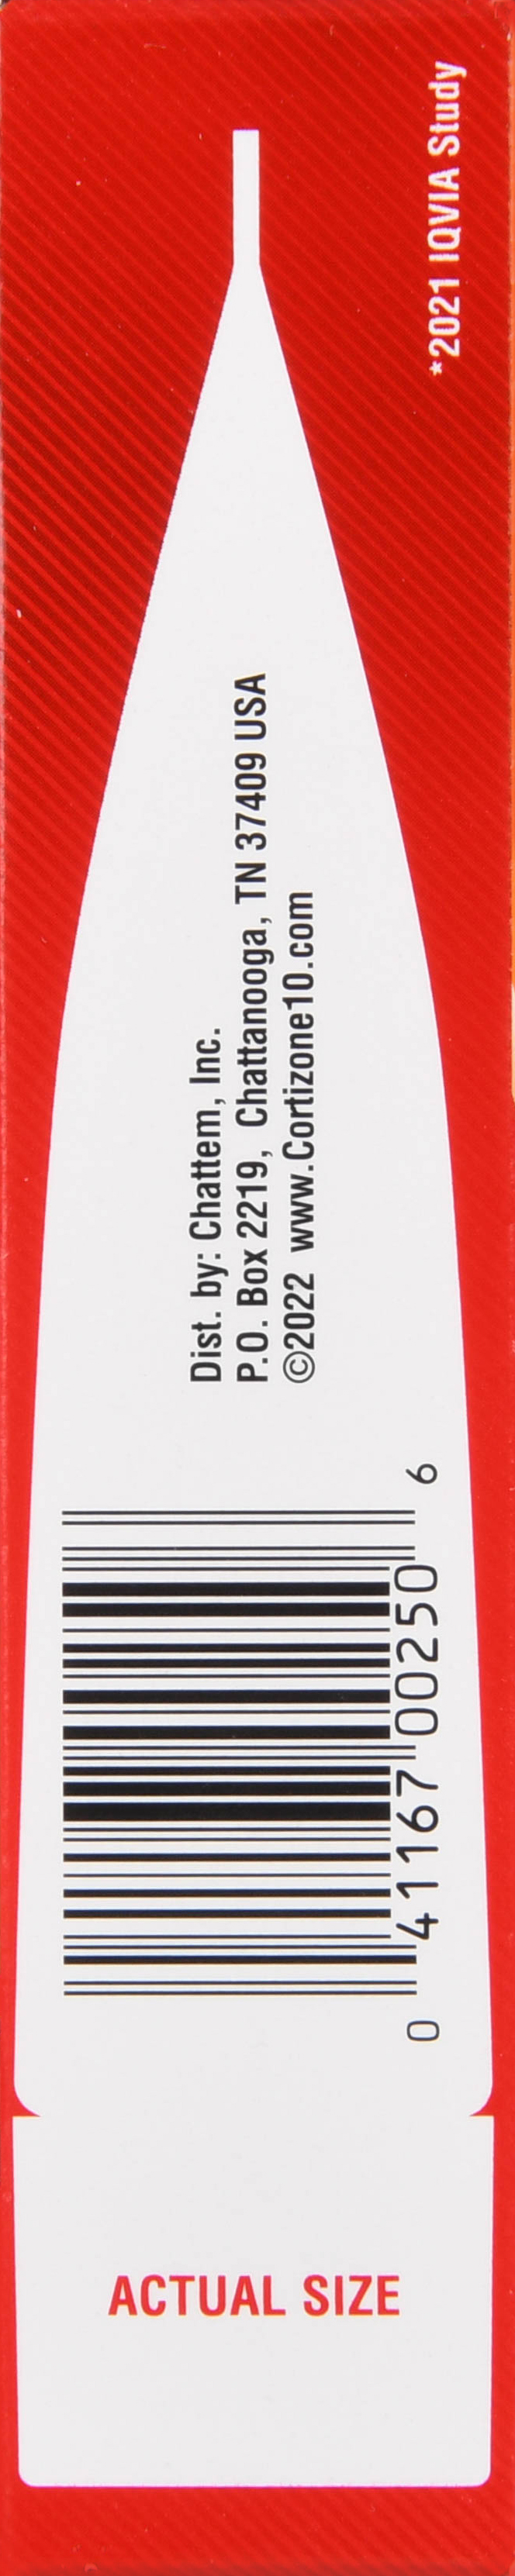 *2021 IQVIA Study
Dist. by: Chattem, Inc.
P.O. Box 2219, Chattanooga, TN 37409 USA
©2022 www.Cortizone10.com
0 41167 00250 6
ACTUAL SIZE